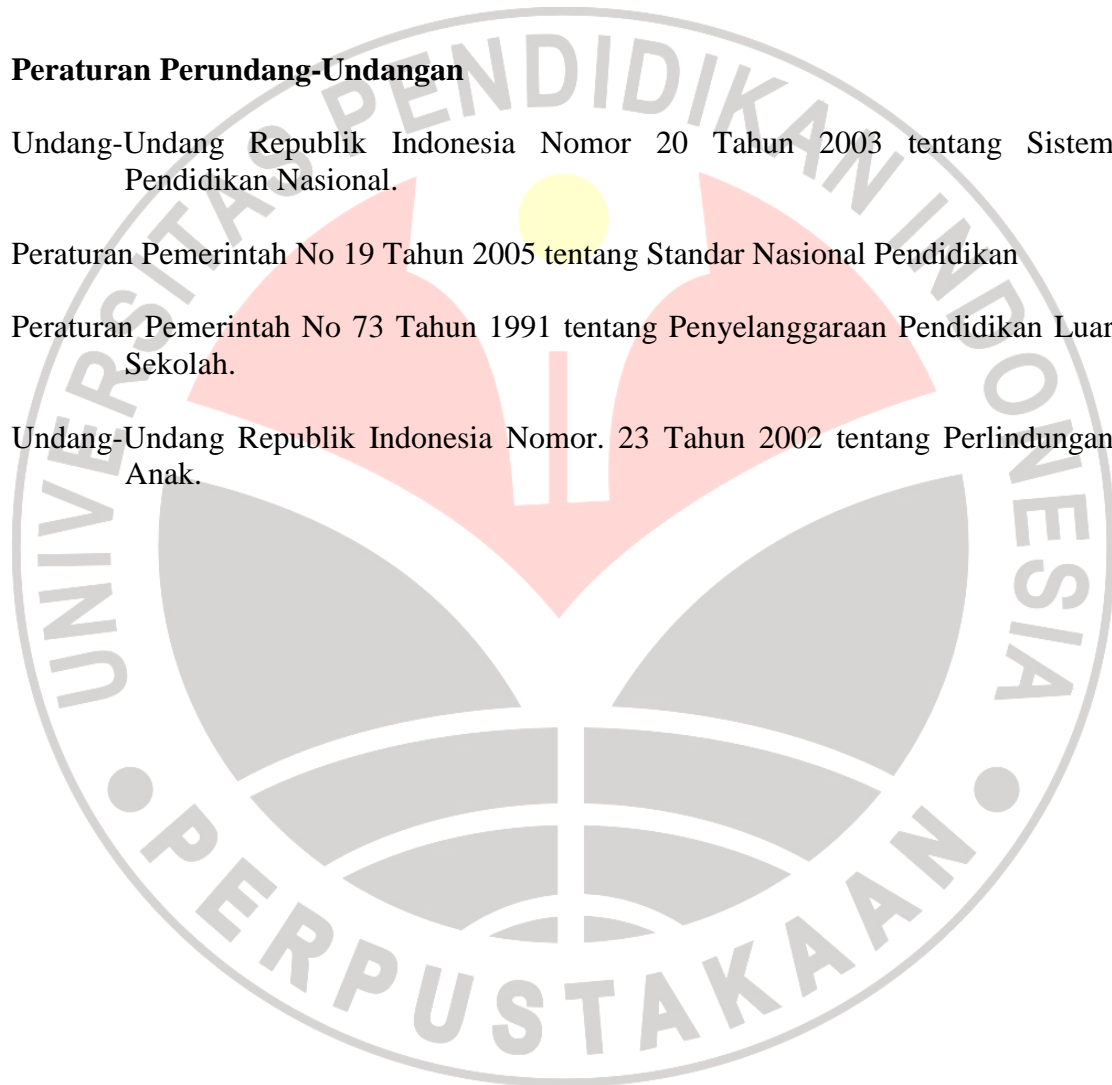 Peraturan Perundang-Undangan
Undang-Undang Republik Indonesia Nomor 20 Tahun 2003 tentang Sistem
Pendidikan Nasional.
Peraturan Pemerintah No 19 Tahun 2005 tentang Standar Nasional Pendidikan
Peraturan Pemerintah No 73 Tahun 1991 tentang Penyelanggaraan Pendidikan Luar
Sekolah.
Undang-Undang Republik Indonesia Nomor. 23 Tahun 2002 tentang Perlindungan
Anak.
UNIVERSITAS PENDIDIKAN INDONESIA
PERPUSTAKAAN